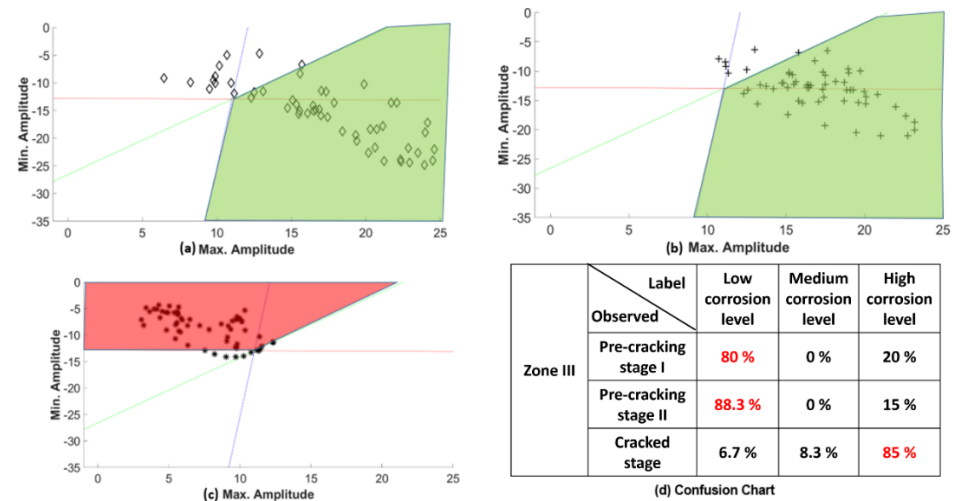 0
-5
-10
-15
-20
-25
-30
-35
Min. Amplitude
0 5 10 15 20 25
(a) Max. Amplitude
0
-5
-10
-15
-20
-25
-30
-35
Min. Amplitude
0 5 10 15 20 25
(b) Max. Amplitude
0
-5
-10
-15
-20
-25
-30
-35
Min. Amplitude
0 5 10 15 20 25
(c) Max. Amplitude
Label
Observed
Low
corrosion
level
Medium
corrosion
level
High
corrosion
level
Zone III
Pre-cracking
stage I
80 % 0 % 20 %
Pre-cracking
stage II
88.3 % 0 % 15 %
Cracked
stage
6.7 % 8.3 % 85 %
(d) Confusion Chart